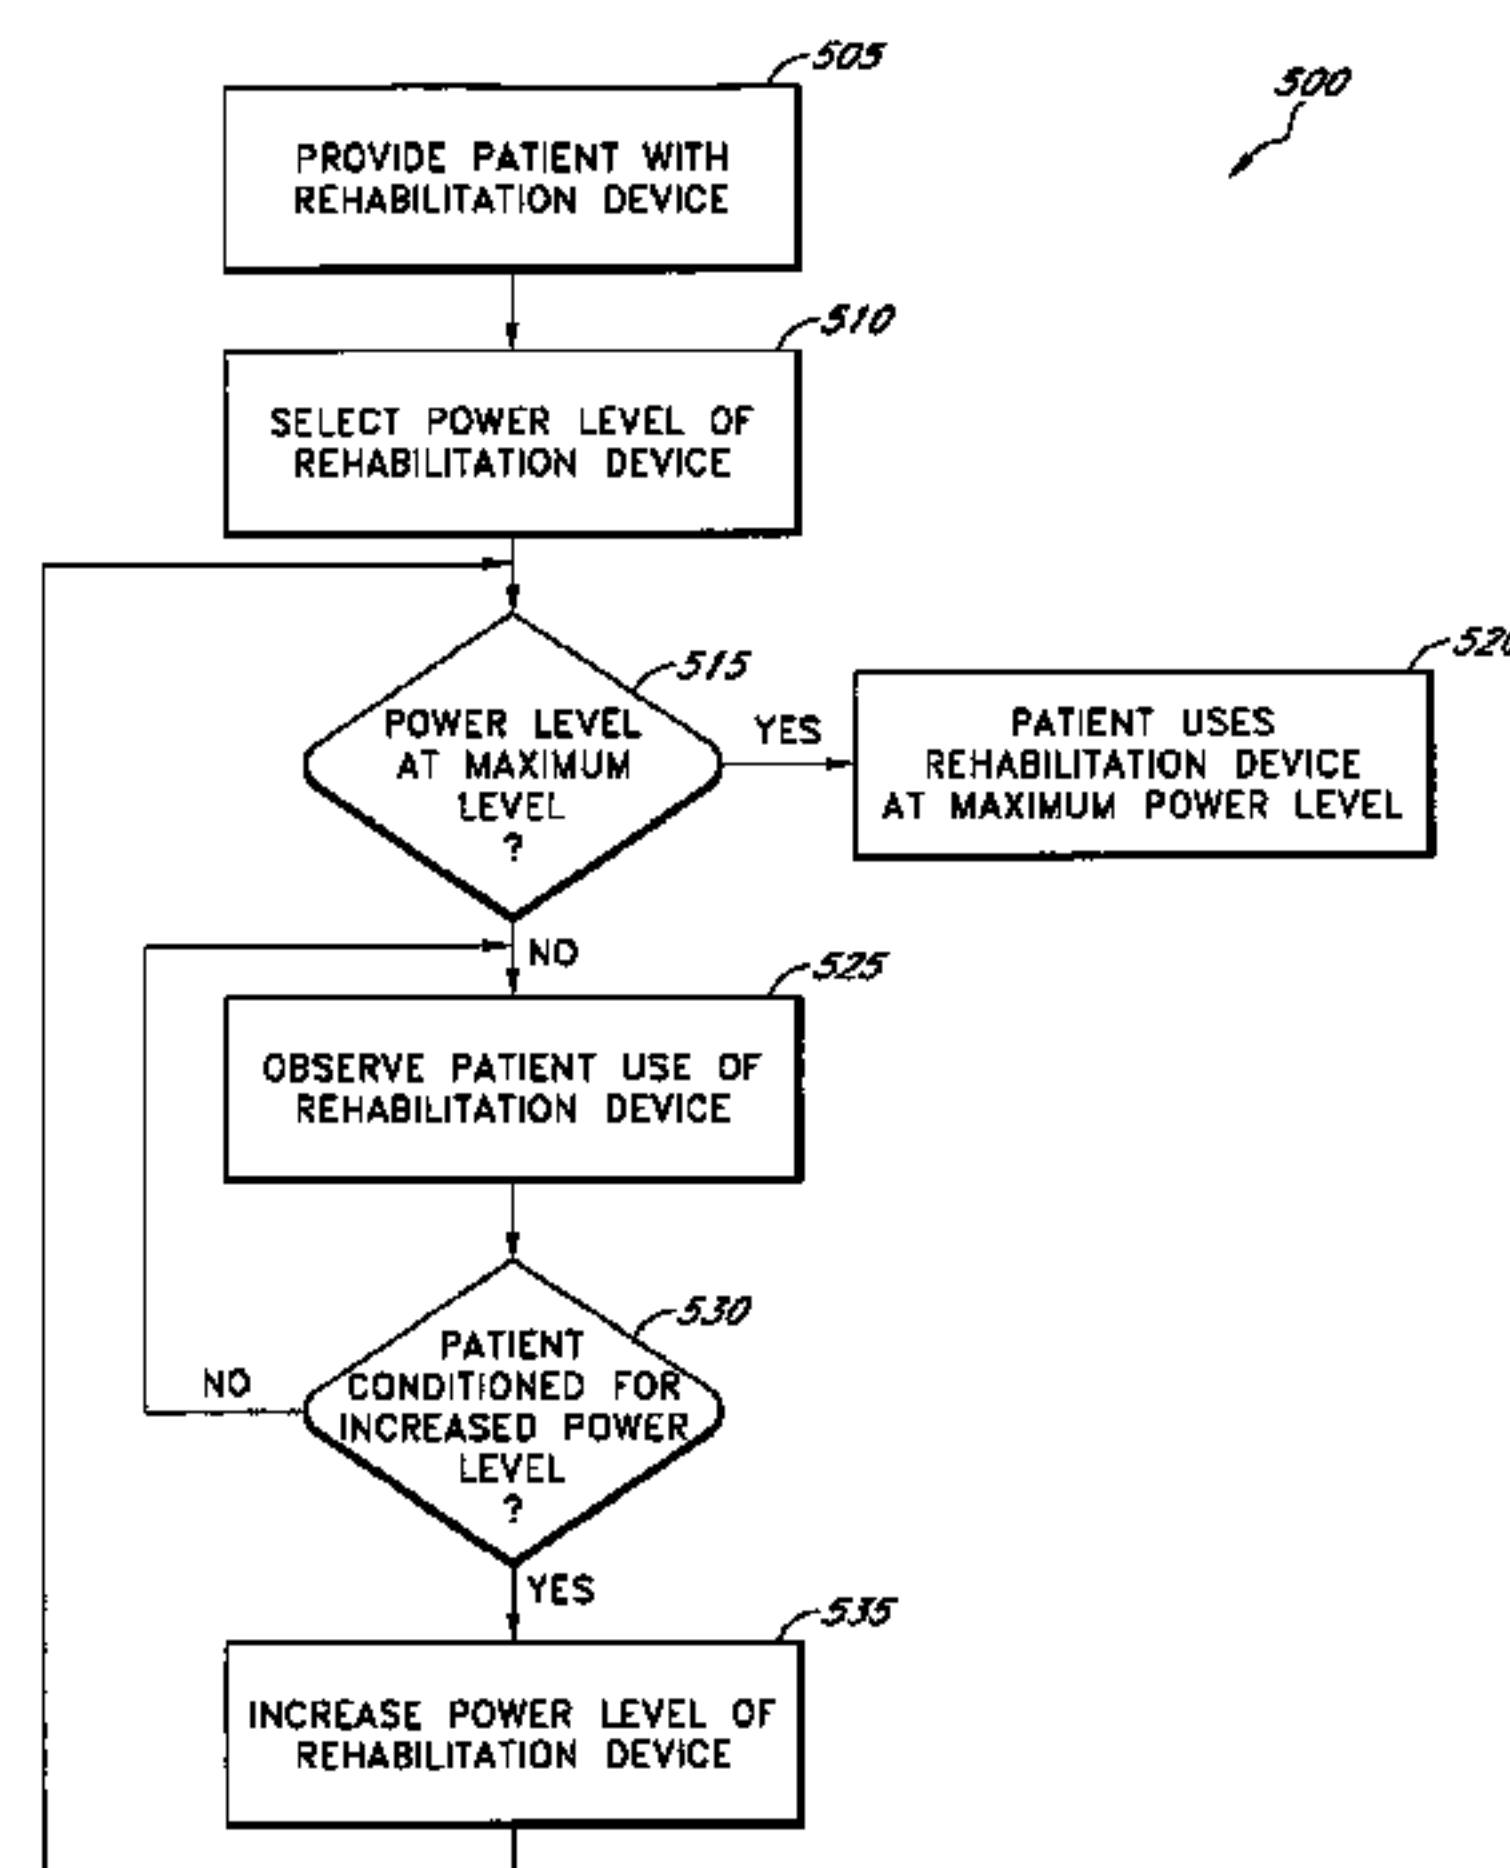 505
500
PROVIDE PATIENT WITH
REHABILITATION DEVICE
510
SELECT POWER LEVEL OF
REHABILITATION DEVICE
515
POWER LEVEL
AT MAXIMUM
LEVEL
?
YES
520
PATIENT USES
REHABILITATION DEVICE
AT MAXIMUM POWER LEVEL
NO
525
OBSERVE PATIENT USE OF
REHABILITATION DEVICE
530
PATIENT
CONDITIONED FOR
INCREASED POWER
LEVEL
?
NO
YES
535
INCREASE POWER LEVEL OF
REHABILITATION DEVICE